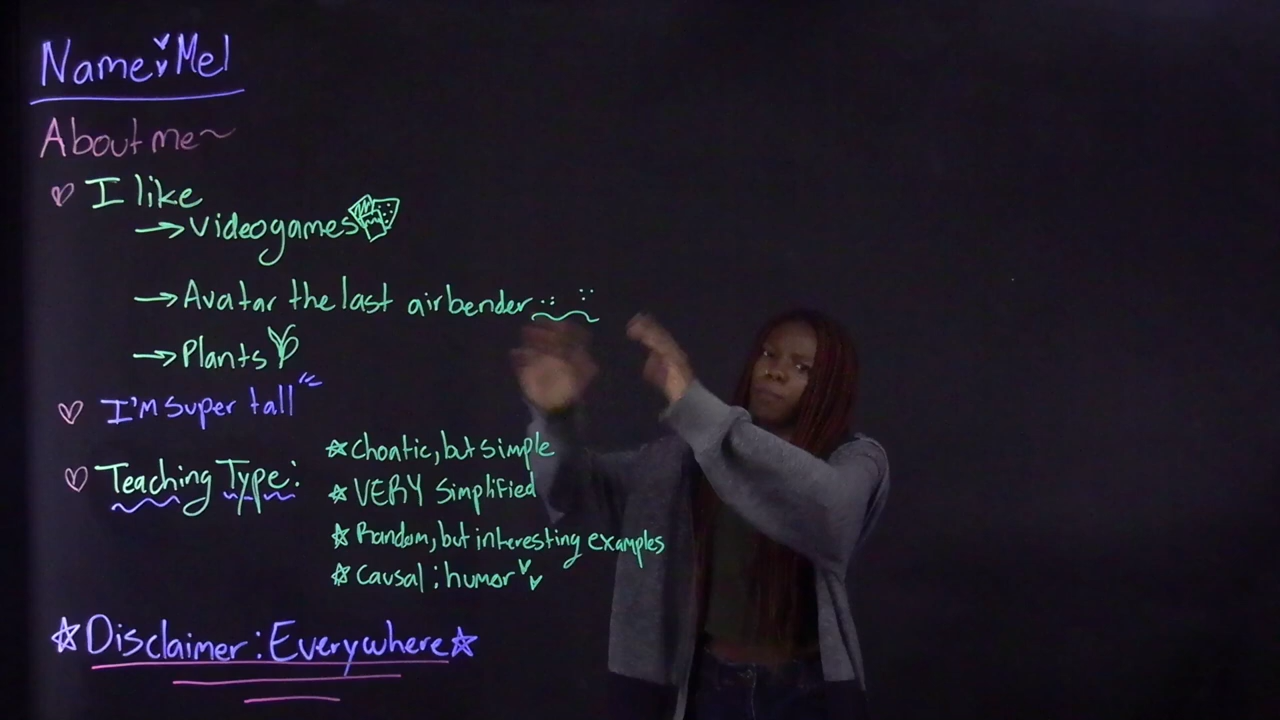 Name: Mel
About me~
I like
→ Videogames
→ Avatar the last airbender
→ Plants
I'M super tall
Teaching Type:
☆ Choatic, but simple
☆ VERY simplified
☆ Random, but interesting examples
☆ Causal : humor
☆ Disclaimer: Everywhere ☆